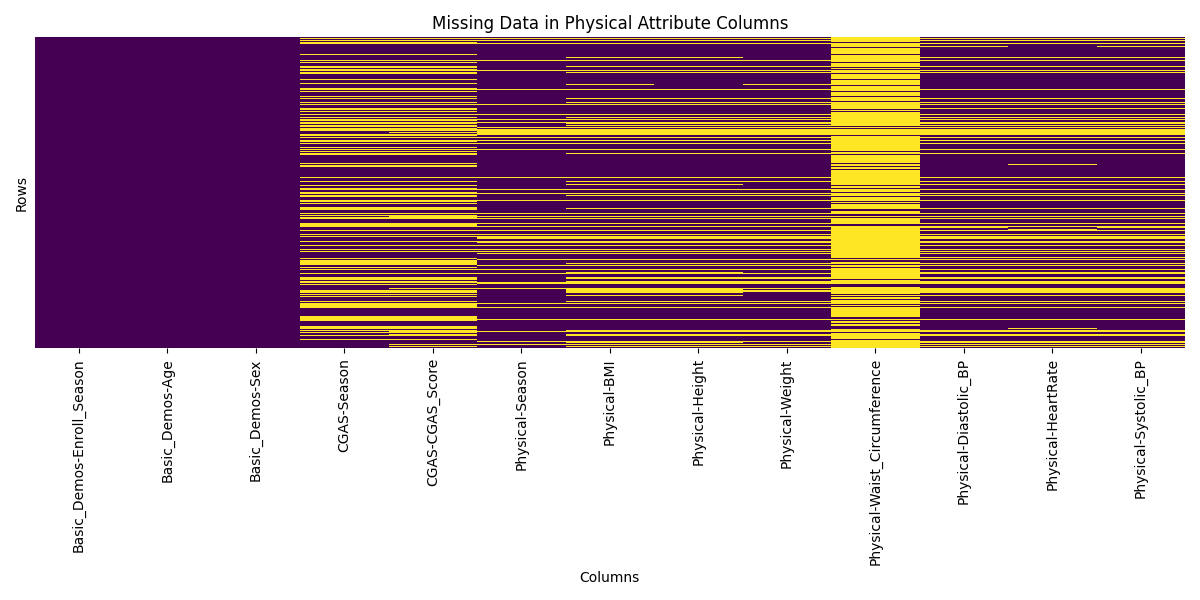 Missing Data in Physical Attribute Columns
Rows
Basic_Demos-Enroll_Season
Basic_Demos-Age
Basic_Demos-Sex
CGAS-Season
CGAS-CGAS_Score
Physical-Season
Physical-BMI
Physical-Height
Physical-Weight
Physical-Waist_Circumference
Physical-Diastolic_BP
Physical-HeartRate
Physical-Systolic_BP
Columns